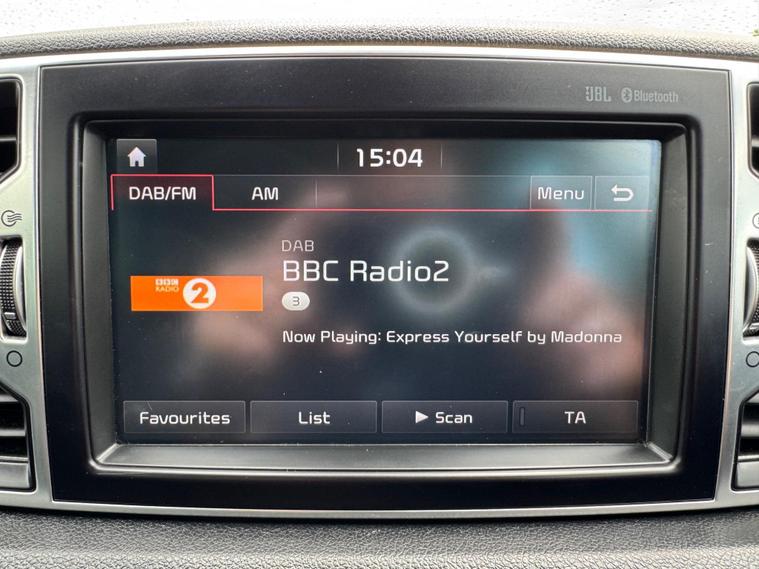 JBL Bluetooth
15:04
DAB/FM AM Menu
DAB
BBC Radio2
BBC
RADIO 2
3
Now Playing: Express Yourself by Madonna
Favourites List Scan TA